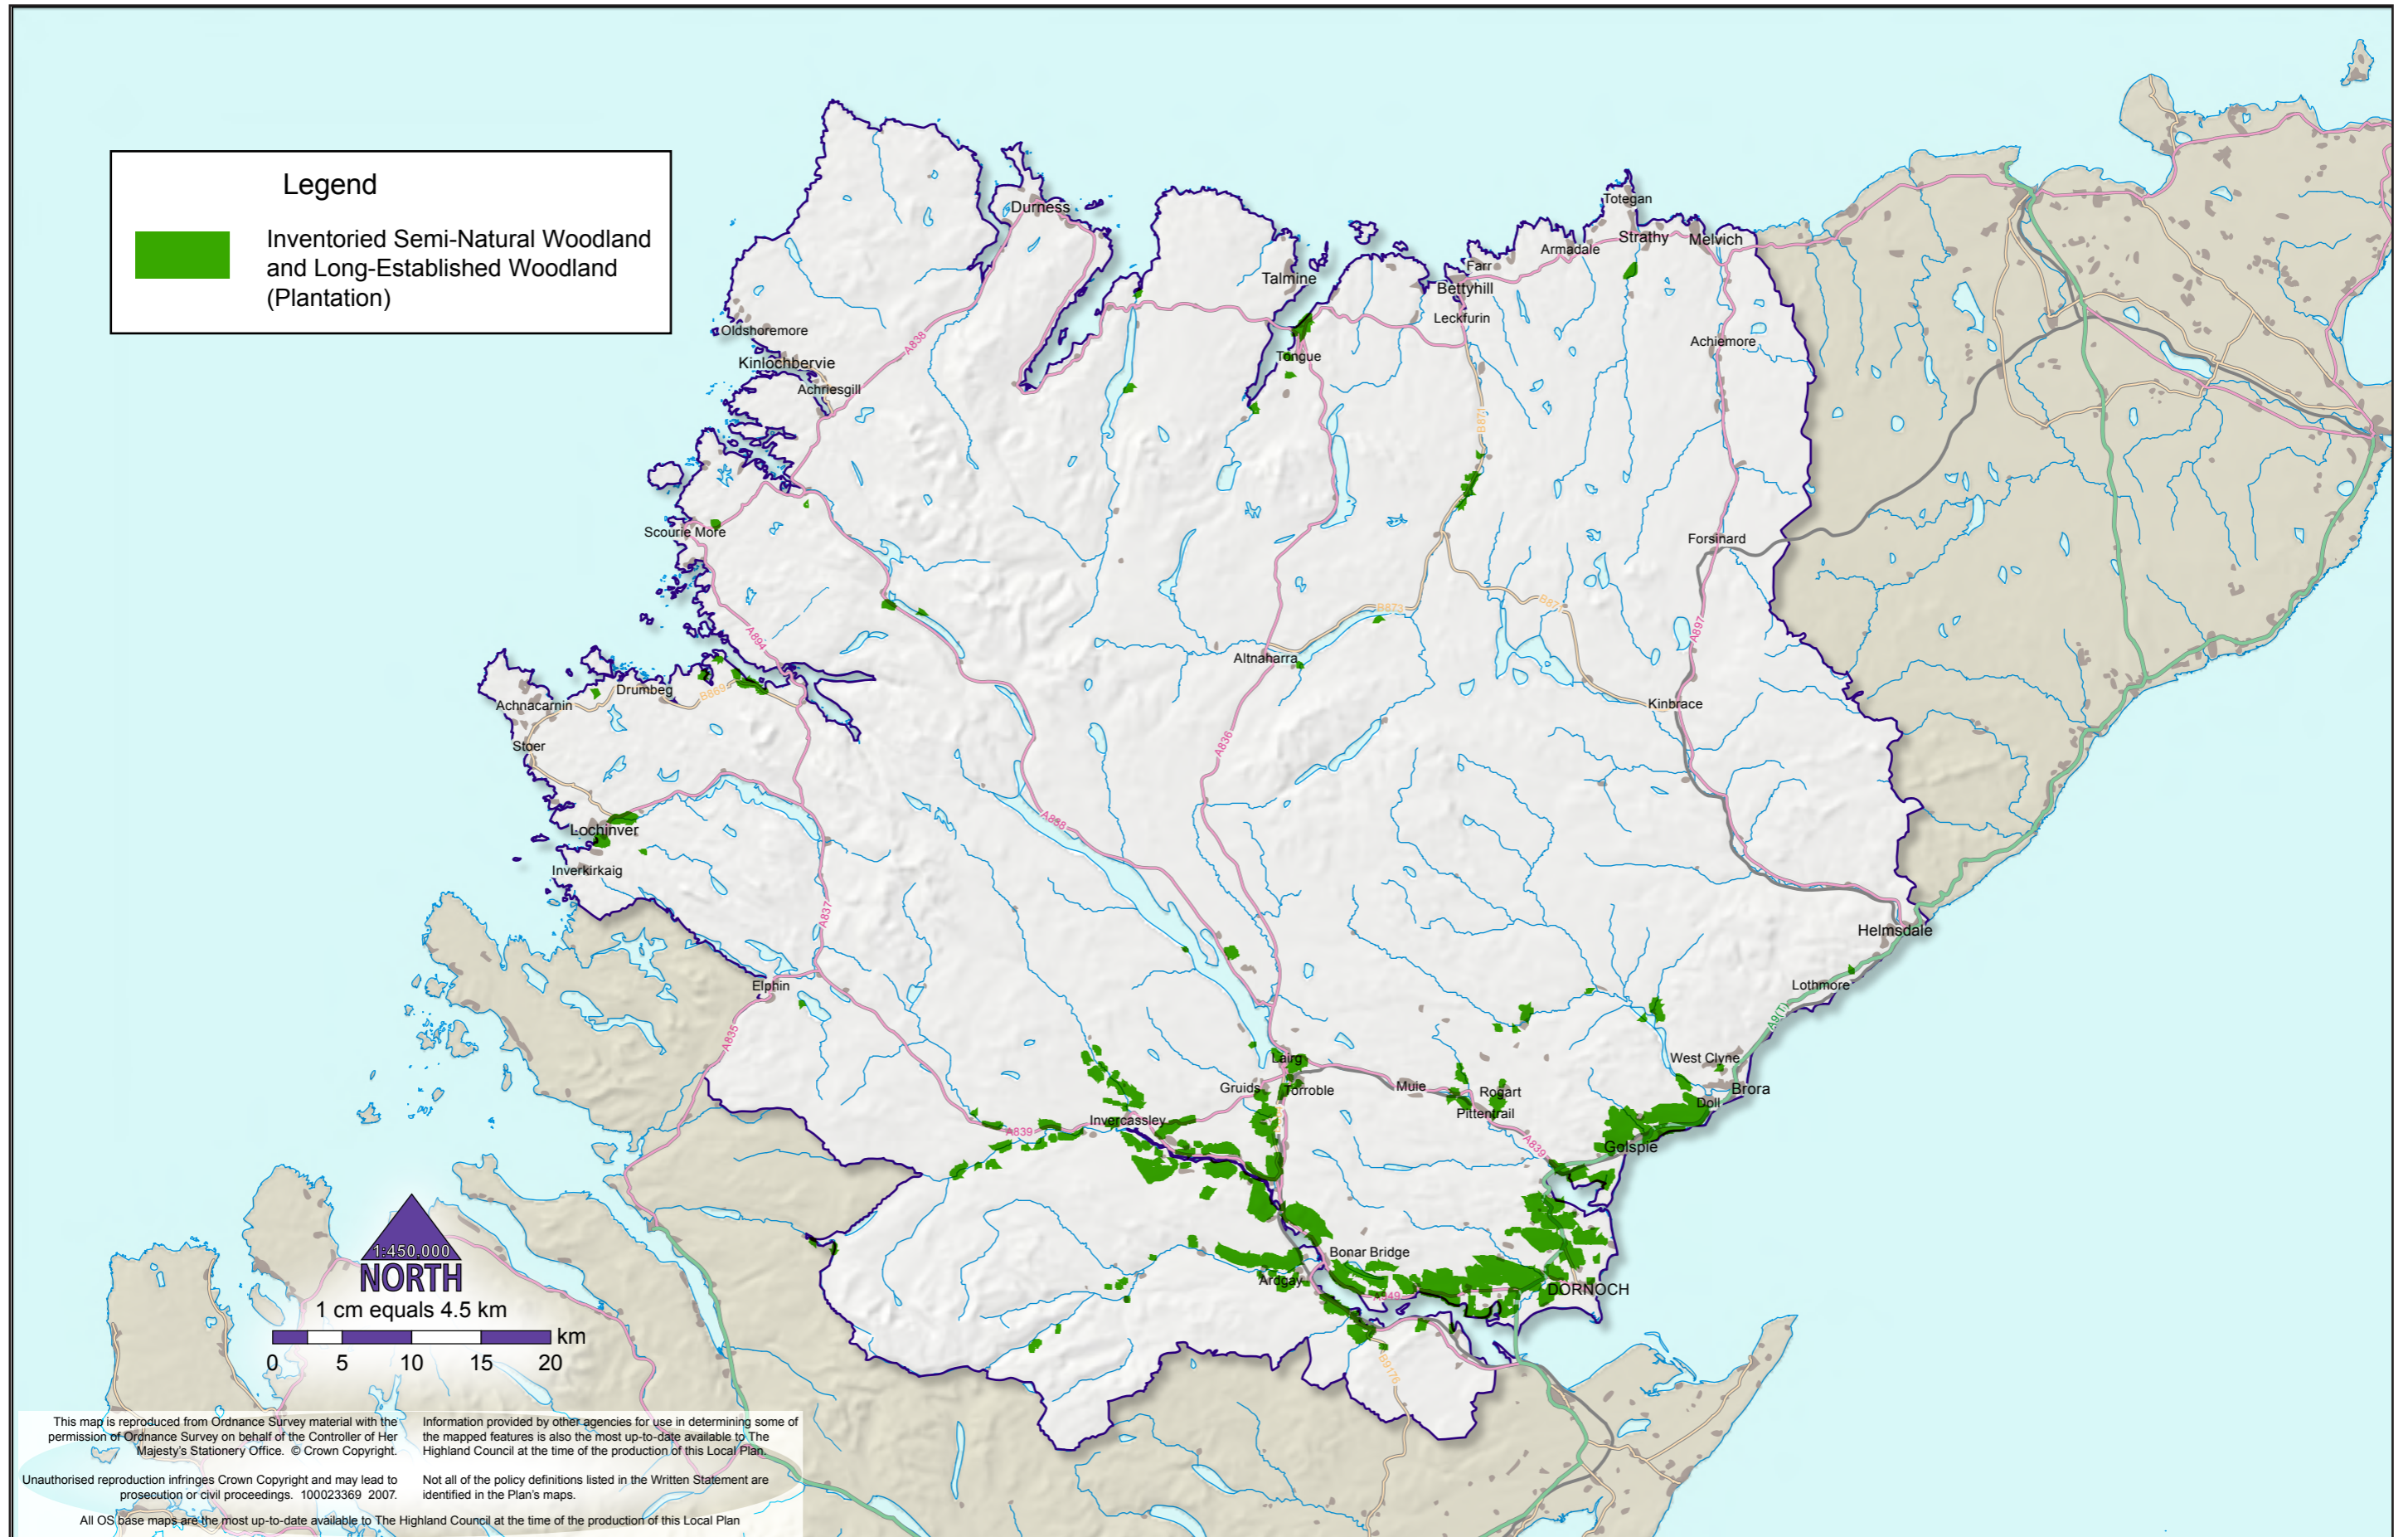 Legend
Inventoried Semi-Natural Woodland
and Long-Established Woodland
(Plantation)
Durness
Totegan
Strathy
Melvich
Armadale
Farr
Bettyhill
Talmine
Leckfurin
Oldshoremore
Tongue
Achiemore
Kinlochbervie
A838
Achriesgill
B871
Scourie More
Forsinard
B873
B871
A897
A894
Altnaharra
Drumbeg
B869
Achnacarnin
Kinbrace
Stoer
A836
A838
Lochinver
Inverkirkaig
A837
Helmsdale
Elphin
Lothmore
A9(T)
A835
Lairg
West Clyne
Gruids
Torroble
Muie
Rogart
Brora
Doll
Pittentrail
Invercassley
A839
A839
Golspie
Bonar Bridge
Ardgay
DORNOCH
A949
B9176
1:450,000
NORTH
1 cm equals 4.5 km
km
0 5 10 15 20
This map is reproduced from Ordnance Survey material with the
permission of Ordnance Survey on behalf of the Controller of Her
Majesty's Stationery Office. © Crown Copyright.
Unauthorised reproduction infringes Crown Copyright and may lead to
prosecution or civil proceedings. 100023369 2007.
Information provided by other agencies for use in determining some of
the mapped features is also the most up-to-date available to The
Highland Council at the time of the production of this Local Plan.
Not all of the policy definitions listed in the Written Statement are
identified in the Plan's maps.
All OS base maps are the most up-to-date available to The Highland Council at the time of the production of this Local Plan